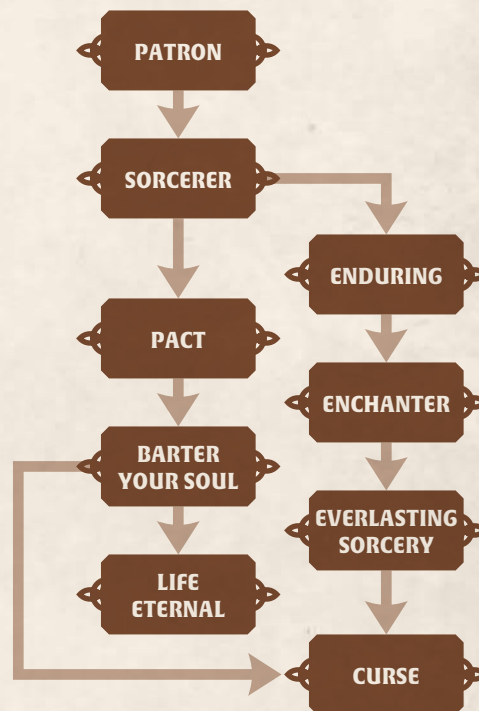 PATRON
SORCERER
ENDURING
PACT
ENCHANTER
BARTER
YOUR SOUL
EVERLASTING
SORCERY
LIFE
ETERNAL
CURSE